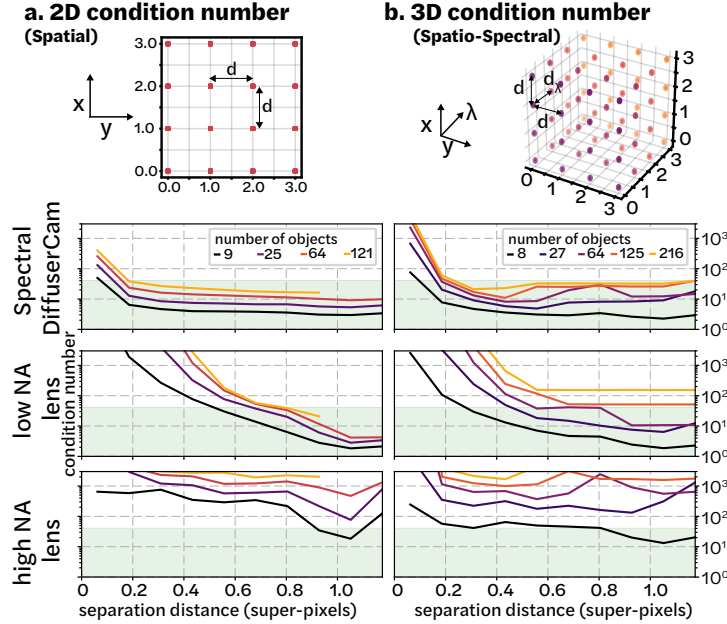 a. 2D condition number
(Spatial)
b. 3D condition number
(Spatio-Spectral)
3.0
2.0
1.0
0.0
0.0 1.0 2.0 3.0
d
d
x
y
d
dλ
d
x
λ
y
0 1 2 3
0 1 2 3
0 1 2 3
Spectral
DiffuserCam
number of objects
9 25 64 121
number of objects
8 27 64 125 216
10³
10²
10¹
10⁰
low NA
lens
condition number
10³
10²
10¹
10⁰
high NA
lens
10³
10²
10¹
10⁰
0.0 0.2 0.4 0.6 0.8 1.0
separation distance (super-pixels)
0.0 0.2 0.4 0.6 0.8 1.0
separation distance (super-pixels)